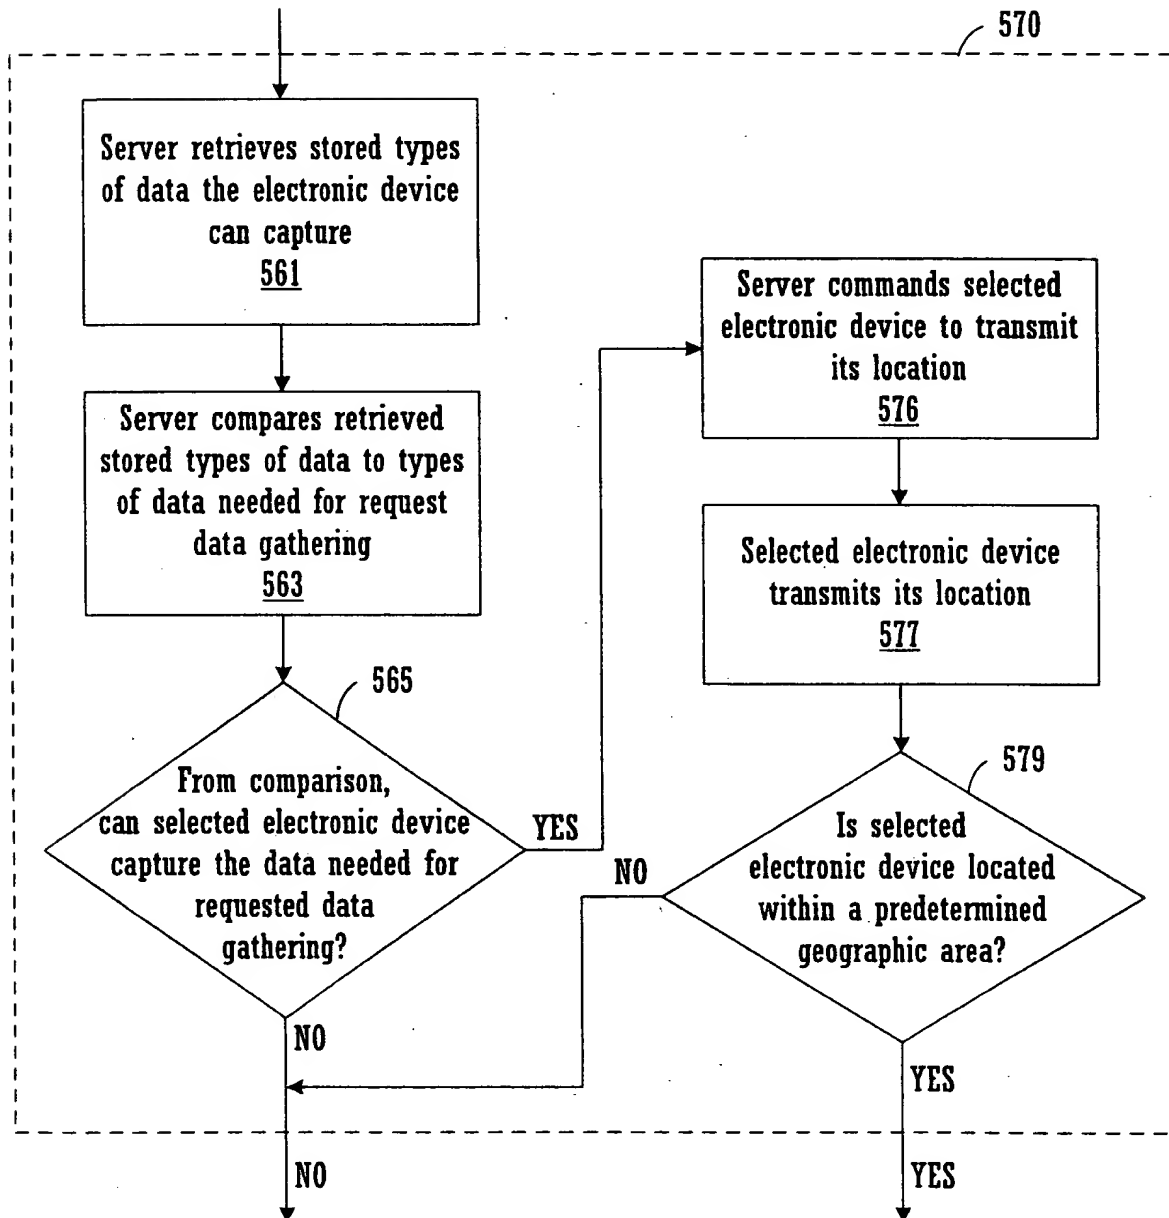 570
Server retrieves stored types
of data the electronic device
can capture
561
Server compares retrieved
stored types of data to types
of data needed for request
data gathering
563
565
From comparison,
can selected electronic device
capture the data needed for
requested data
gathering?
YES
NO
Server commands selected
electronic device to transmit
its location
576
Selected electronic device
transmits its location
577
579
Is selected
electronic device located
within a predetermined
geographic area?
NO
YES
NO
YES